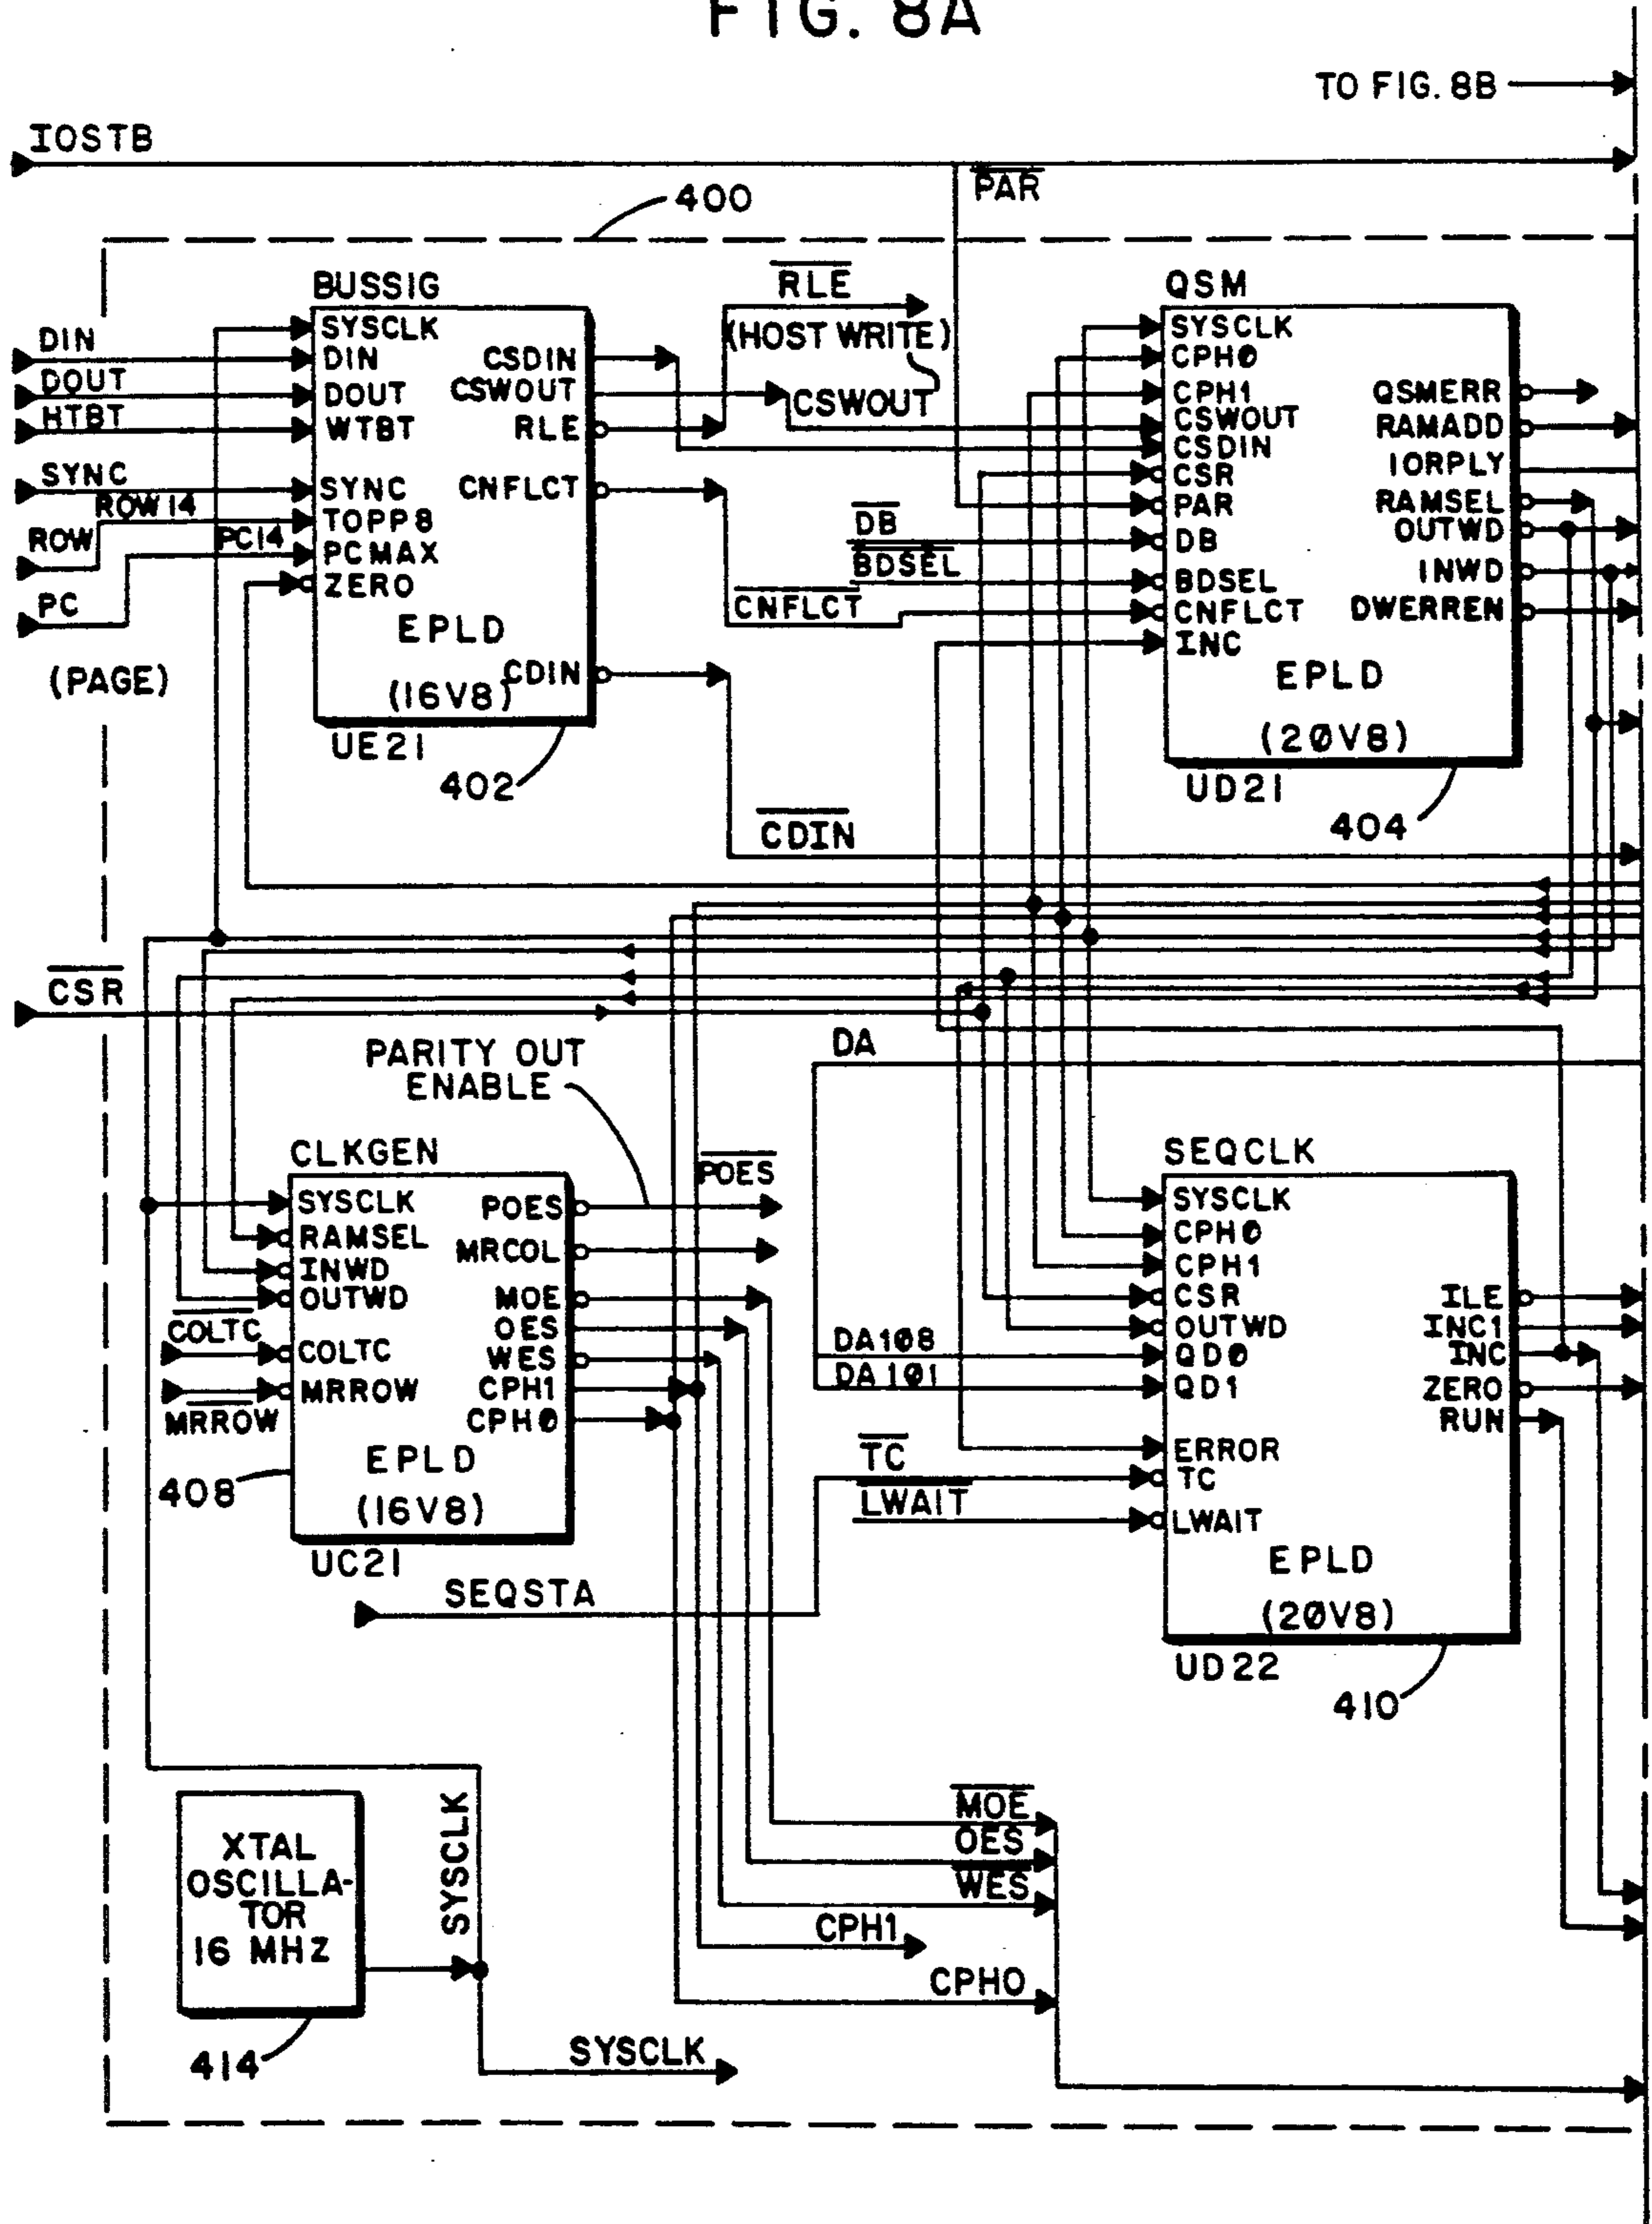 FIG. 8A
TO FIG. 8B
IOSTB
PAR
400
BUSSIG
RLE
(HOST WRITE)
CSWOUT
QSM
DIN
DOUT
HTBT
SYNC
ROW 14
ROW
PC14
PC
(PAGE)
SYSCLK
DIN
DOUT
WTBT
SYNC
TOPP8
PCMAX
ZERO
CSDIN
CSWOUT
RLE
CNFLCT
CDIN
EPLD
(16V8)
UE21
402
DB
BDSEL
CNFLCT
CDIN
SYSCLK
CPH0
CPH1
CSWOUT
CSDIN
CSR
PAR
DB
BDSEL
CNFLCT
INC
QSMERR
RAMADD
IORPLY
RAMSEL
OUTWD
INWD
DWERREN
EPLD
(20V8)
UD21
404
CSR
DA
PARITY OUT
ENABLE
CLKGEN
POES
SYSCLK
RAMSEL
INWD
OUTWD
COLTC
COLTC
MRROW
MRROW
POES
MRCOL
MOE
OES
WES
CPH1
CPH0
EPLD
(16V8)
408
UC21
SEQSTA
SEQCLK
DA108
DA101
TC
LWAIT
SYSCLK
CPH0
CPH1
CSR
OUTWD
QD0
QD1
ERROR
TC
LWAIT
ILE
INC1
INC
ZERO
RUN
EPLD
(20V8)
UD22
410
XTAL
OSCILLA-
TOR
16 MHz
414
SYSCLK
MOE
OES
WES
CPH1
CPH0
SYSCLK